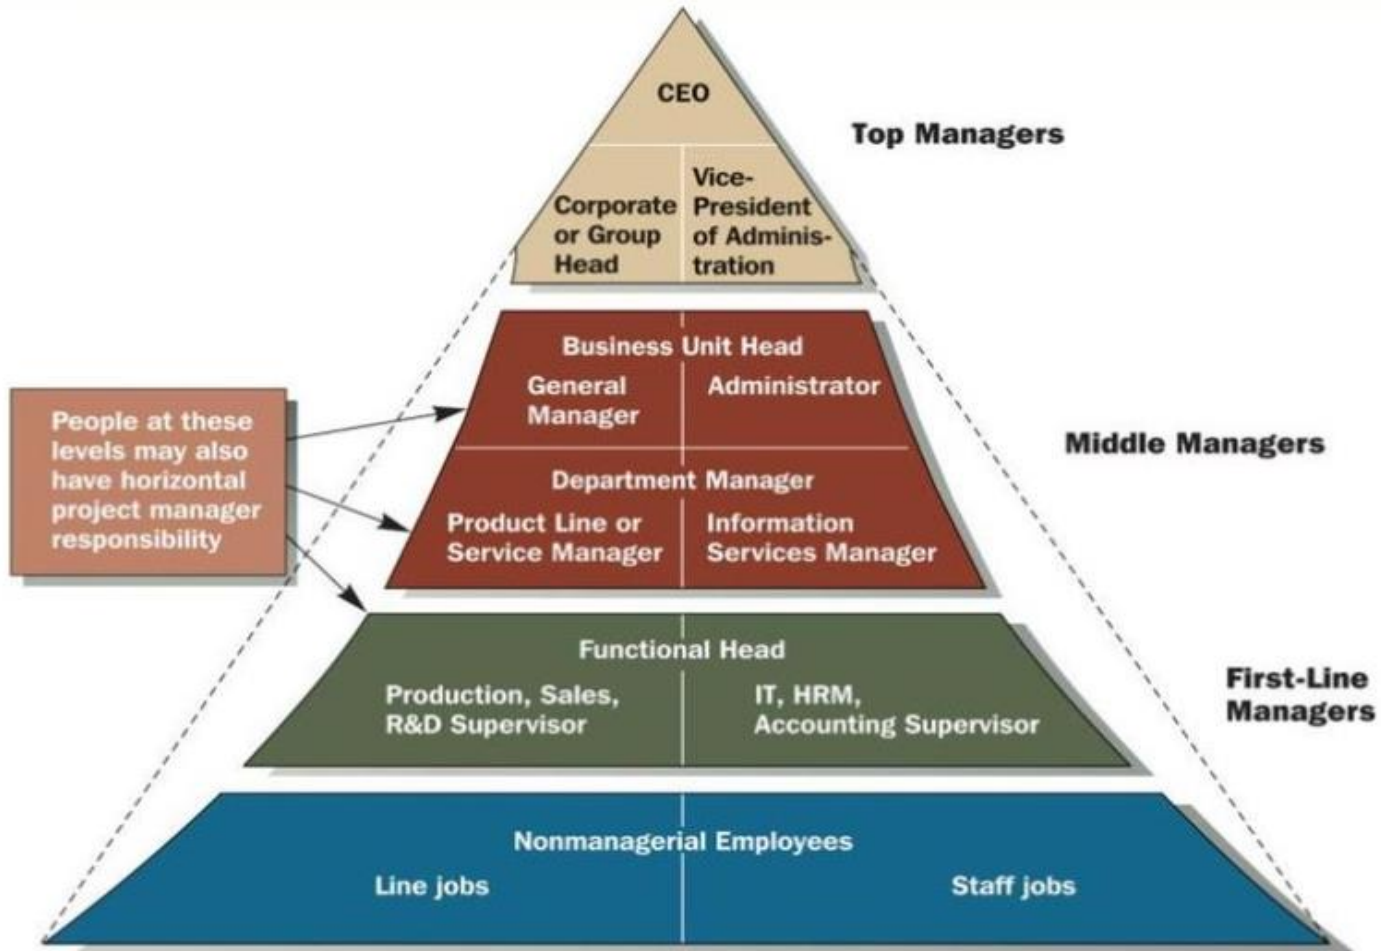 CEO
Top Managers
Corporate
or Group
Head
Vice-
President
of Adminis-
tration
Business Unit Head
General
Manager
Administrator
Department Manager
Product Line or
Service Manager
Information
Services Manager
Middle Managers
People at these
levels may also
have horizontal
project manager
responsibility
Functional Head
Production, Sales,
R&D Supervisor
IT, HRM,
Accounting Supervisor
First-Line
Managers
Nonmanagerial Employees
Line jobs
Staff jobs